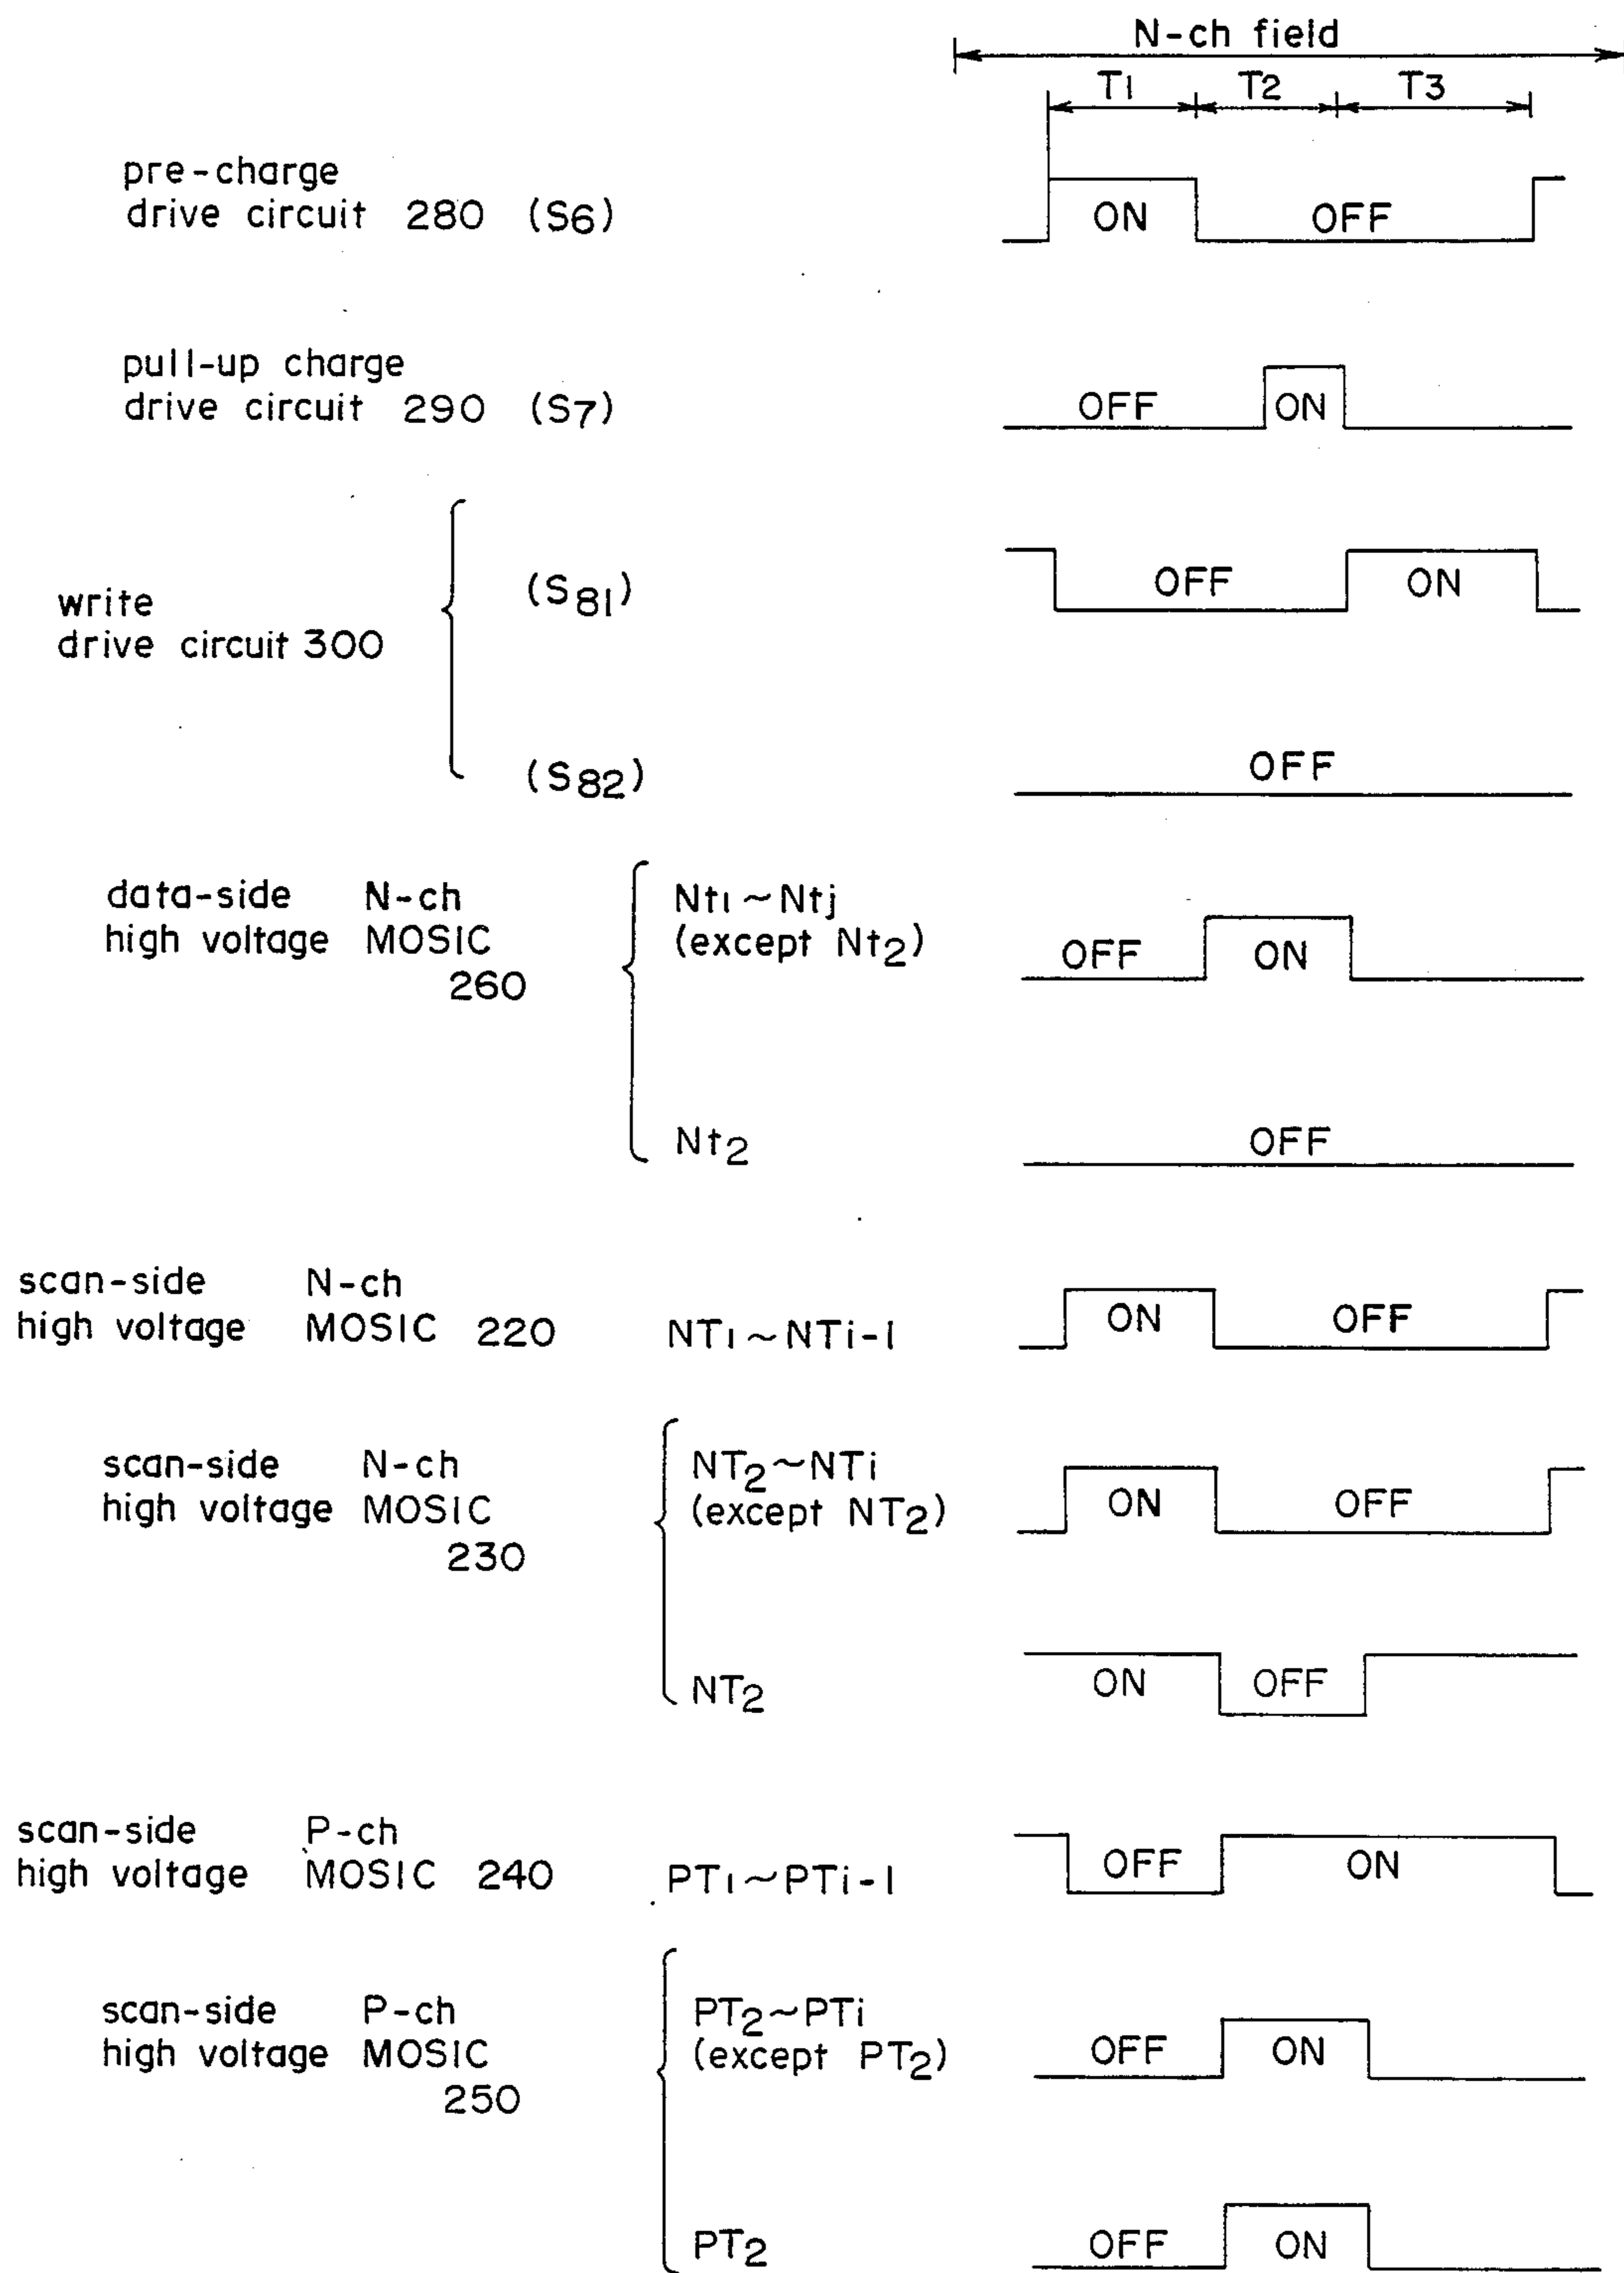 N-ch field
T1 T2 T3
pre-charge
drive circuit 280 (S6)
ON OFF
pull-up charge
drive circuit 290 (S7)
OFF ON
write
drive circuit 300
(S81)
OFF ON
(S82)
OFF
data-side N-ch
high voltage MOSIC
260
Nt1~Ntj
(except Nt2)
OFF ON
Nt2
OFF
scan-side N-ch
high voltage MOSIC 220 NT1~NTi-1
ON OFF
scan-side N-ch
high voltage MOSIC
230
NT2~NTi
(except NT2)
ON OFF
NT2
ON OFF
scan-side P-ch
high voltage MOSIC 240 PT1~PTi-1
OFF ON
scan-side P-ch
high voltage MOSIC
250
PT2~PTi
(except PT2)
OFF ON
PT2
OFF ON